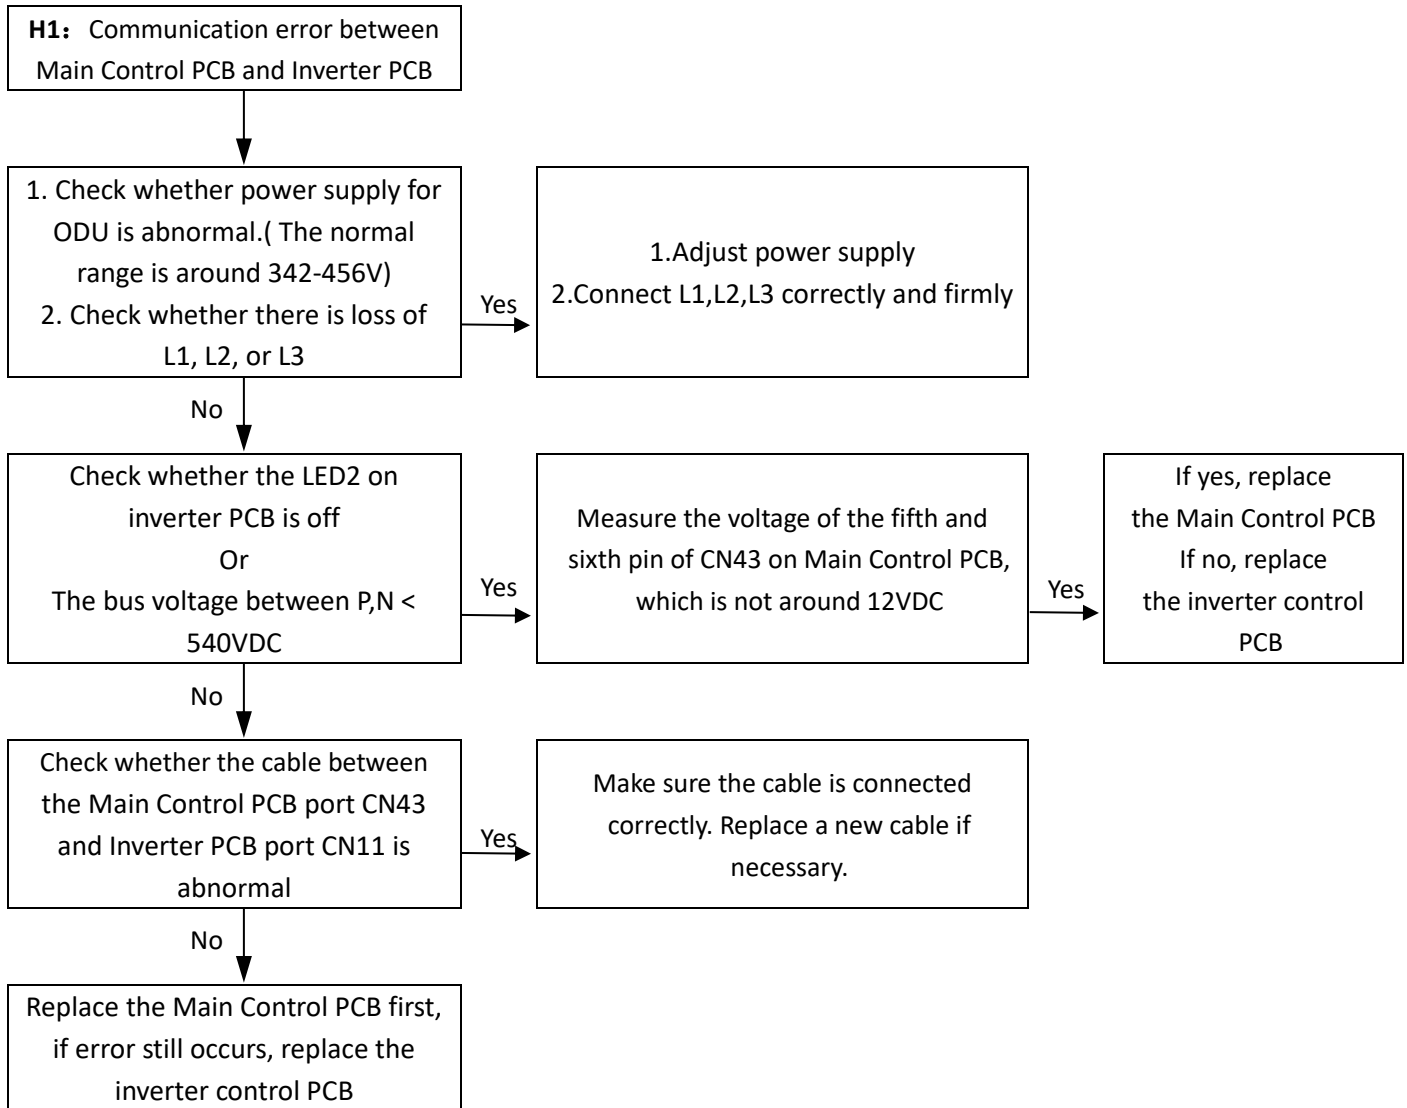 H1： Communication error between
Main Control PCB and Inverter PCB
1. Check whether power supply for
ODU is abnormal.( The normal
range is around 342-456V)
2. Check whether there is loss of
L1, L2, or L3
Yes
1.Adjust power supply
2.Connect L1,L2,L3 correctly and firmly
No
Check whether the LED2 on
inverter PCB is off
Or
The bus voltage between P,N <
540VDC
Yes
Measure the voltage of the fifth and
sixth pin of CN43 on Main Control PCB,
which is not around 12VDC
Yes
If yes, replace
the Main Control PCB
If no, replace
the inverter control
PCB
No
Check whether the cable between
the Main Control PCB port CN43
and Inverter PCB port CN11 is
abnormal
Yes
Make sure the cable is connected
correctly. Replace a new cable if
necessary.
No
Replace the Main Control PCB first,
if error still occurs, replace the
inverter control PCB